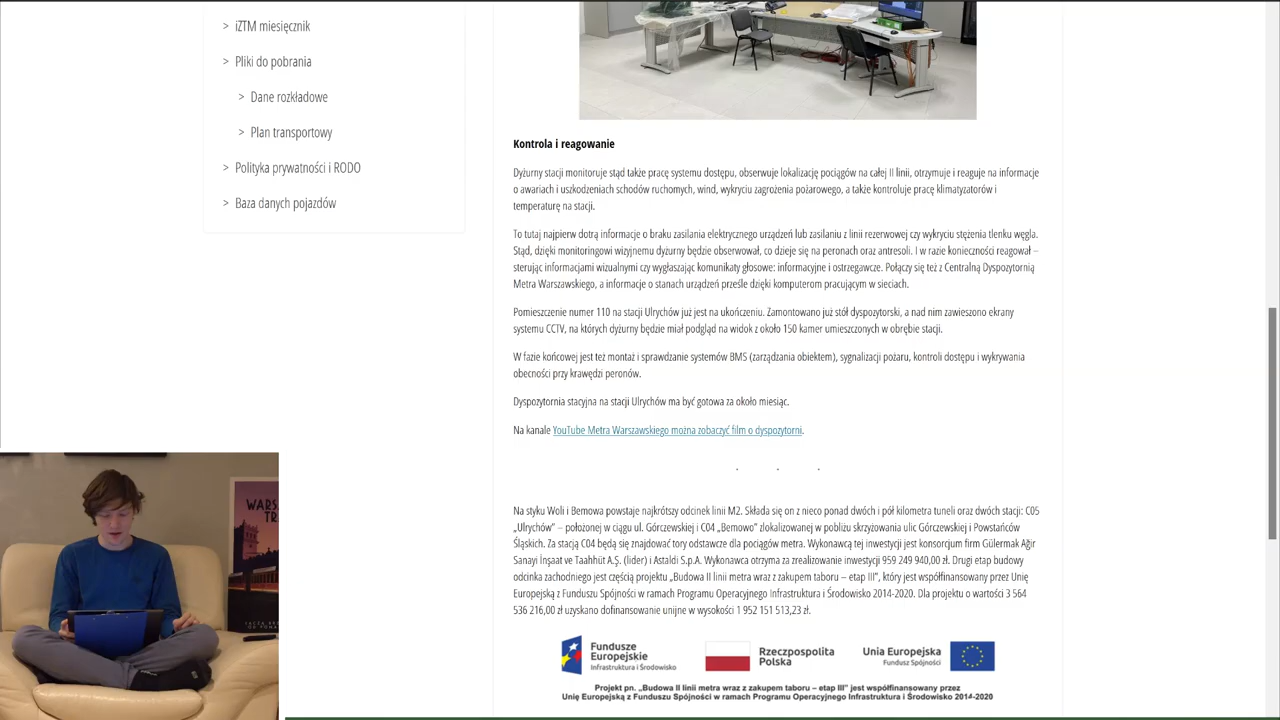 > iZTM miesięcznik
> Pliki do pobrania
> Dane rozkładowe
> Plan transportowy
> Polityka prywatności i RODO
> Baza danych pojazdów
Kontrola i reagowanie
Dyżurny stacji monitoruje stąd także pracę systemu dostępu, obserwuje lokalizację pociągów na całej II linii, otrzymuje i reaguje na informacje
o awariach i uszkodzeniach schodów ruchomych, wind, wykryciu zagrożenia pożarowego, a także kontroluje pracę klimatyzatorów i
temperaturę na stacji.
To tutaj najpierw dotrą informacje o braku zasilania elektrycznego urządzeń lub zasilaniu z linii rezerwowej czy wykryciu stężenia tlenku węgla.
Stąd, dzięki monitoringowi wizyjnemu dyżurny będzie obserwował, co dzieje się na peronach oraz antresoli. I w razie konieczności reagował –
sterując informacjami wizualnymi czy wygłaszając komunikaty głosowe: informacyjne i ostrzegawcze. Połączy się też z Centralną Dyspozytornią
Metra Warszawskiego, a informacje o stanach urządzeń prześle dzięki komputerom pracującym w sieciach.
Pomieszczenie numer 110 na stacji Ulrychów już jest na ukończeniu. Zamontowano już stół dyspozytorski, a nad nim zawieszono ekrany
systemu CCTV, na których dyżurny będzie miał podgląd na widok z około 150 kamer umieszczonych w obrębie stacji.
W fazie końcowej jest też montaż i sprawdzanie systemów BMS (zarządzania obiektem), sygnalizacji pożaru, kontroli dostępu i wykrywania
obecności przy krawędzi peronów.
Dyspozytornia stacyjna na stacji Ulrychów ma być gotowa za około miesiąc.
Na kanale YouTube Metra Warszawskiego można zobaczyć film o dyspozytorni.
. . .
Na styku Woli i Bemowa powstaje najkrótszy odcinek linii M2. Składa się on z nieco ponad dwóch i pół kilometra tuneli oraz dwóch stacji: C05
„Ulrychów” – położonej w ciągu ul. Górczewskiej i C04 „Bemowo” zlokalizowanej w pobliżu skrzyżowania ulic Górczewskiej i Powstańców
Śląskich. Za stacją C04 będą się znajdować tory odstawcze dla pociągów metra. Wykonawcą tej inwestycji jest konsorcjum firm Gülermak Ağir
Sanayi İnşaat ve Taahhüt A.Ş. (lider) i Astaldi S.p.A. Wykonawca otrzyma za zrealizowanie inwestycji 959 249 940,00 zł. Drugi etap budowy
odcinka zachodniego jest częścią projektu „Budowa II linii metra wraz z zakupem taboru – etap III”, który jest współfinansowany przez Unię
Europejską z Funduszu Spójności w ramach Programu Operacyjnego Infrastruktura i Środowisko 2014-2020. Dla projektu o wartości 3 564
536 216,00 zł uzyskano dofinansowanie unijne w wysokości 1 952 151 513,23 zł.
Fundusze
Europejskie
Infrastruktura i Środowisko
Rzeczpospolita
Polska
Unia Europejska
Fundusz Spójności
Projekt pn. „Budowa II linii metra wraz z zakupem taboru – etap III” jest współfinansowany przez
Unię Europejską z Funduszu Spójności w ramach Programu Operacyjnego Infrastruktura i Środowisko 2014-2020